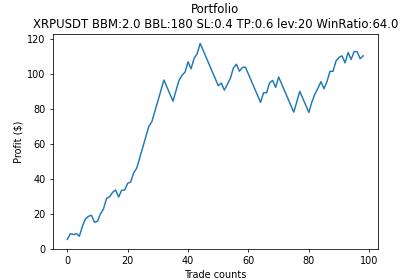 Portfolio
XRPUSDT BBM:2.0 BBL:180 SL:0.4 TP:0.6 lev:20 WinRatio:64.0
120
100
80
60
40
20
0
Profit ($)
0 20 40 60 80 100
Trade counts